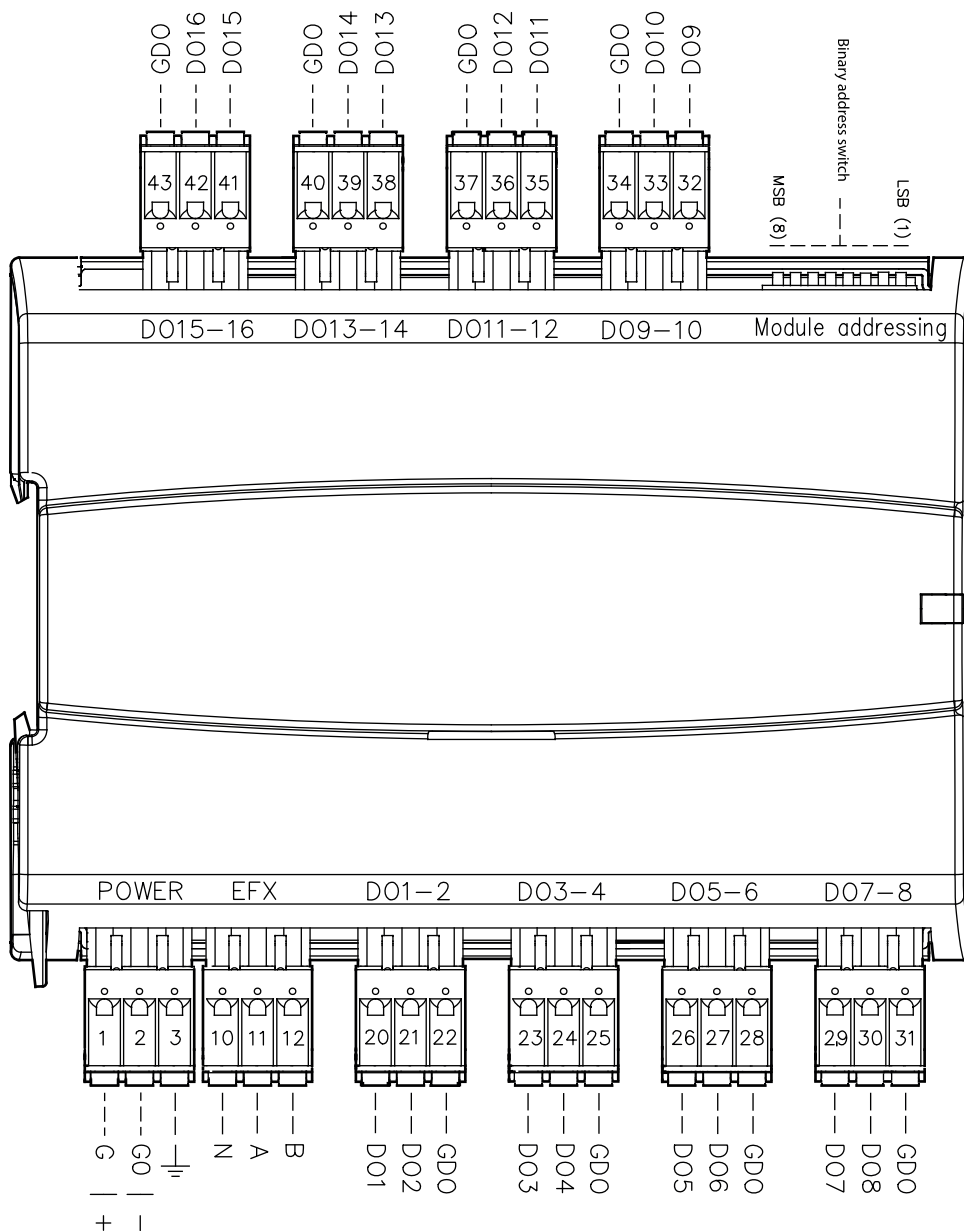 GDO
DO16
DO15
GDO
DO14
DO13
GDO
DO12
DO11
GDO
DO10
DO9
Binary address switch
MSB (8)
LSB (1)
43 42 41
40 39 38
37 36 35
34 33 32
DO15-16
DO13-14
DO11-12
DO9-10
Module addressing
POWER
EFX
DO1-2
DO3-4
DO5-6
DO7-8
1 2 3
10 11 12
20 21 22
23 24 25
26 27 28
29 30 31
G
G0
N
A
B
DO1
DO2
GDO
DO3
DO4
GDO
DO5
DO6
GDO
DO7
DO8
GDO
+
-